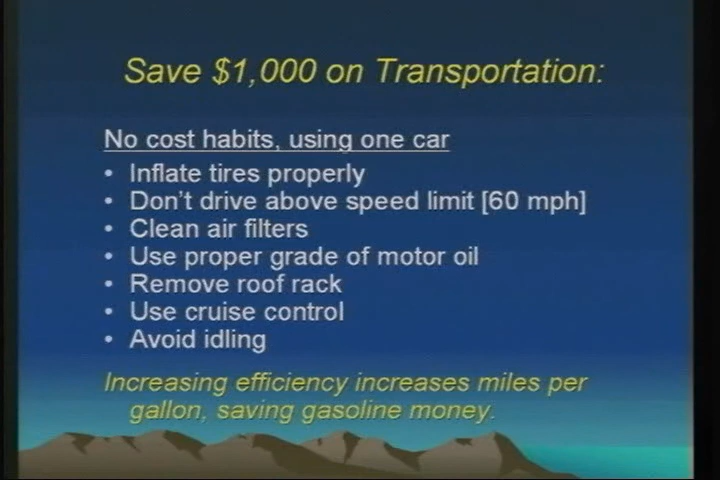 Save $1,000 on Transportation:
No cost habits, using one car
• Inflate tires properly
• Don't drive above speed limit [60 mph]
• Clean air filters
• Use proper grade of motor oil
• Remove roof rack
• Use cruise control
• Avoid idling
Increasing efficiency increases miles per
gallon, saving gasoline money.